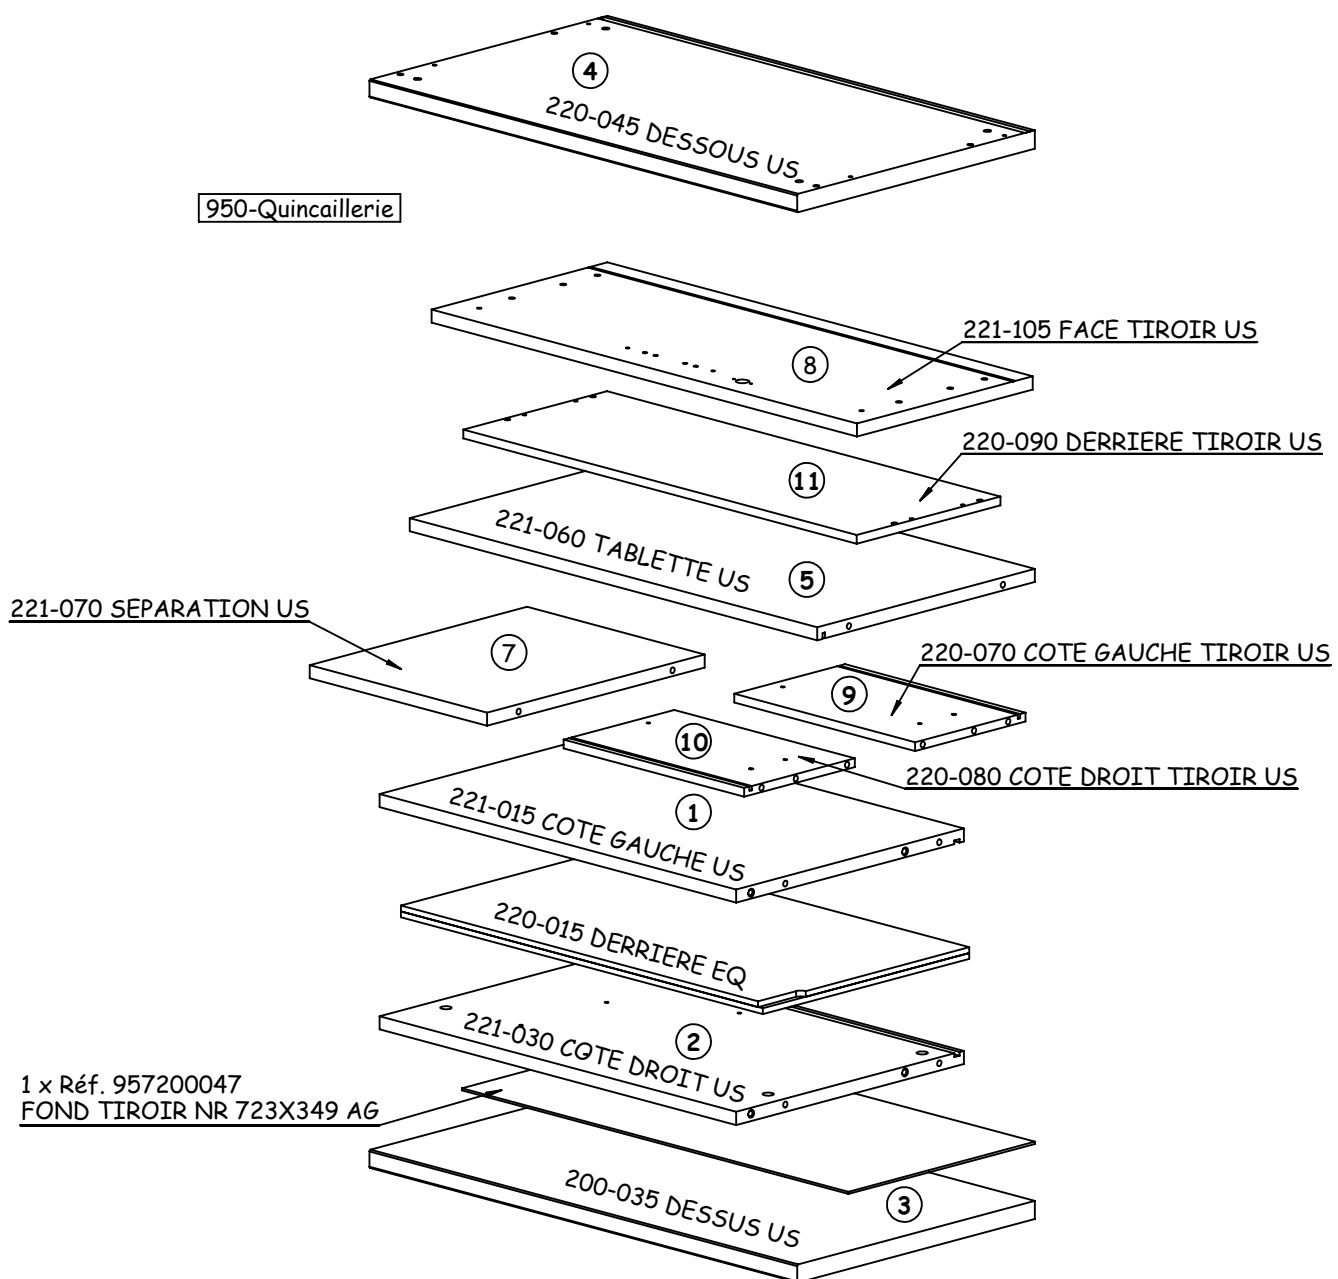 4
220-045 DESSOUS US
950-Quincaillerie
221-105 FACE TIROIR US
8
220-090 DERRIERE TIROIR US
11
221-060 TABLETTE US
5
221-070 SEPARATION US
7
220-070 COTE GAUCHE TIROIR US
9
10
220-080 COTE DROIT TIROIR US
1
221-015 COTE GAUCHE US
220-015 DERRIERE EQ
2
221-030 COTE DROIT US
1 x Réf. 957200047
FOND TIROIR NR 723X349 AG
200-035 DESSUS US
3